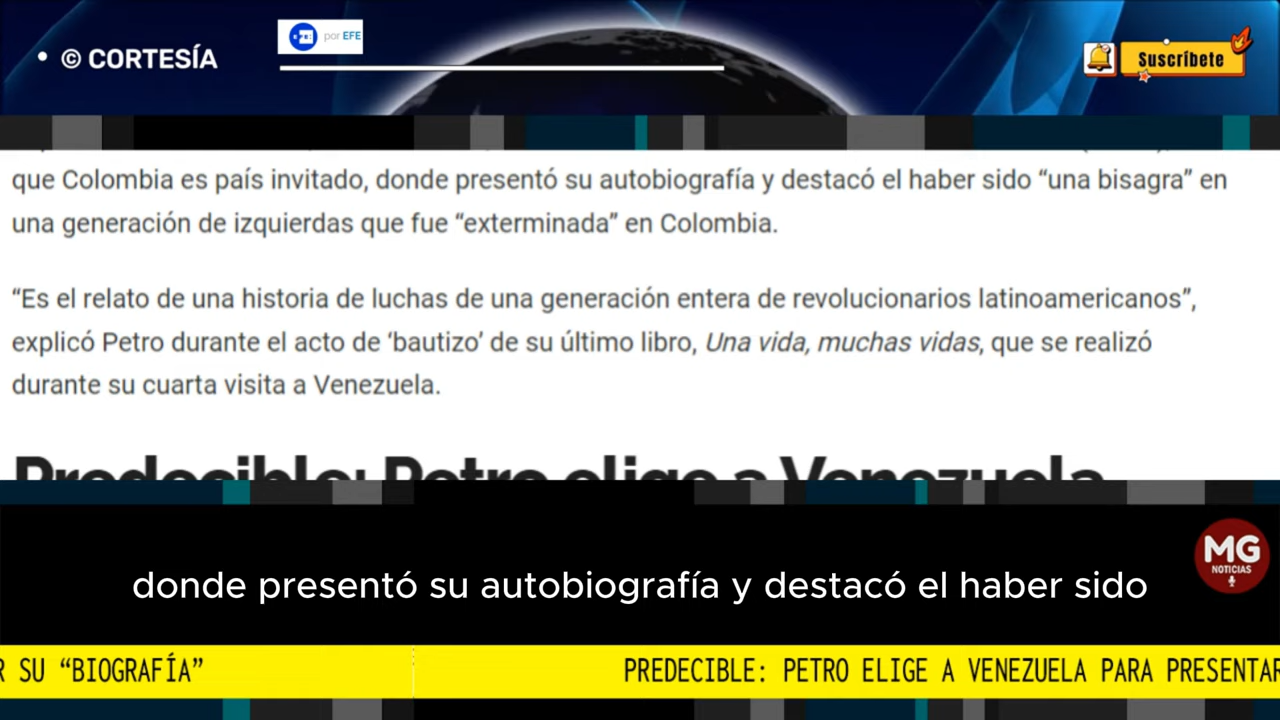 © CORTESÍA
por EFE
Suscríbete
que Colombia es país invitado, donde presentó su autobiografía y destacó el haber sido “una bisagra” en
una generación de izquierdas que fue “exterminada” en Colombia.
“Es el relato de una historia de luchas de una generación entera de revolucionarios latinoamericanos”,
explicó Petro durante el acto de ‘bautizo’ de su último libro, Una vida, muchas vidas, que se realizó
durante su cuarta visita a Venezuela.
Predecible: Petro elige a Venezuela
MG
NOTICIAS
donde presentó su autobiografía y destacó el haber sido
R SU “BIOGRAFÍA” PREDECIBLE: PETRO ELIGE A VENEZUELA PARA PRESENTAR